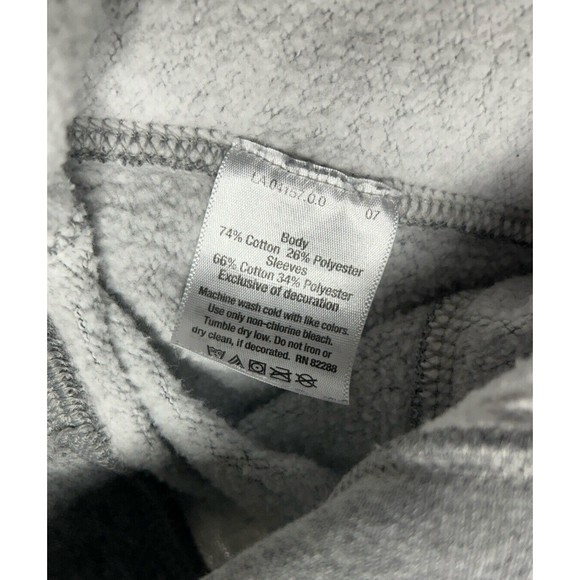 LA.04157.0.0 07
Body
74% Cotton 26% Polyester
Sleeves
66% Cotton 34% Polyester
Exclusive of decoration
Machine wash cold with like colors.
Use only non-chlorine bleach.
Tumble dry low. Do not iron or
dry clean, if decorated. RN 82288